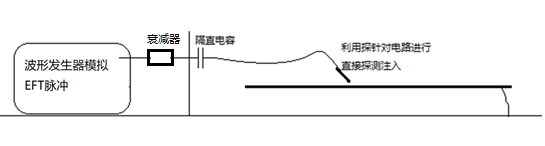 波形发生器模拟
EFT脉冲
衰减器
隔直电容
利用探针对电路进行
直接探测注入